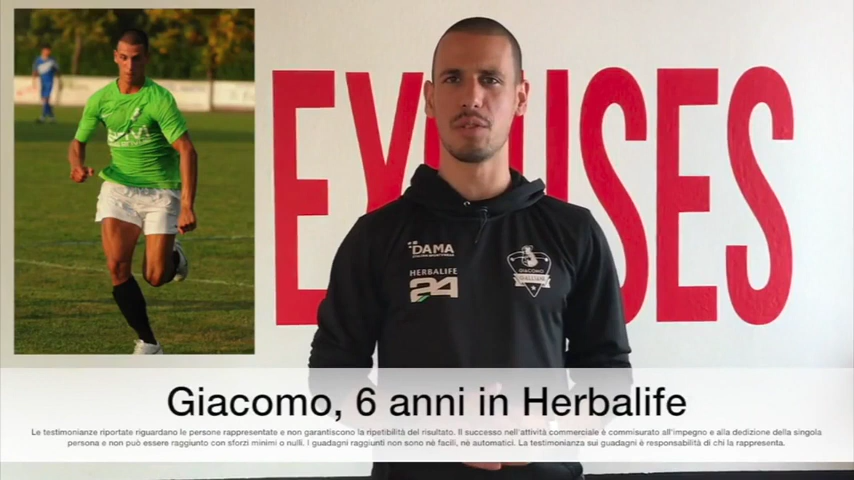 EXCUSES
DAMA
HERBALIFE
24
GIACOMO
Giacomo, 6 anni in Herbalife
Le testimonianze riportate riguardano le persone rappresentate e non garantiscono la ripetibilità del risultato. Il successo nell'attività commerciale è commisurato all'impegno e alla dedizione della singola
persona e non può essere raggiunto con sforzi minimi o nulli. I guadagni raggiunti non sono né facili, né automatici. La testimonianza sui guadagni è responsabilità di chi la rappresenta.